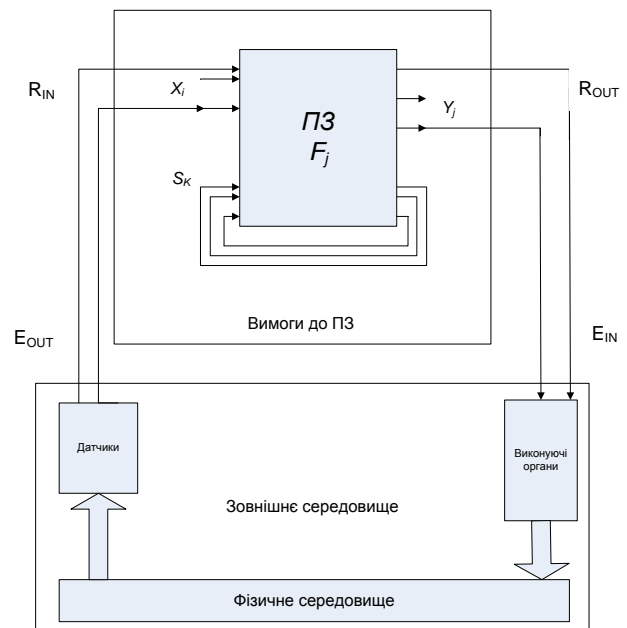 R_IN
X_i
ПЗ
F_j
Y_j
R_OUT
S_K
Вимоги до ПЗ
E_OUT
E_IN
Датчики
Виконуючі
органи
Зовнішнє середовище
Фізичне середовище